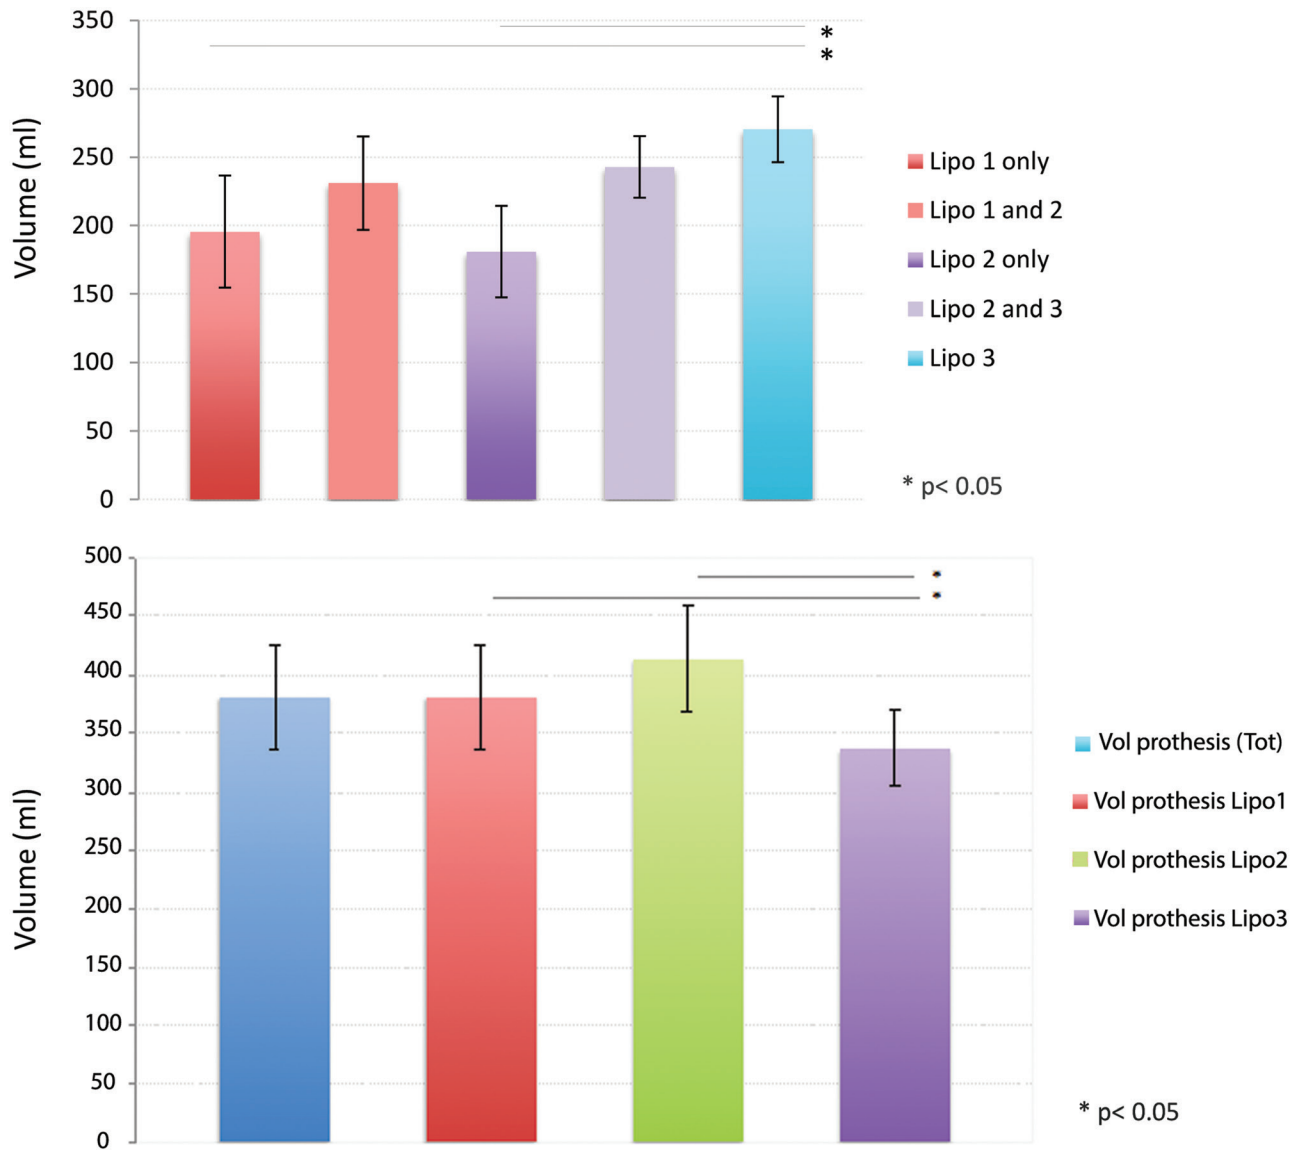 350
300
250
200
150
100
50
0
Volume (ml)
*
*
Lipo 1 only
Lipo 1 and 2
Lipo 2 only
Lipo 2 and 3
Lipo 3
* p< 0.05
500
450
400
350
300
250
200
150
100
50
0
Volume (ml)
*
*
Vol prothesis (Tot)
Vol prothesis Lipo1
Vol prothesis Lipo2
Vol prothesis Lipo3
* p< 0.05